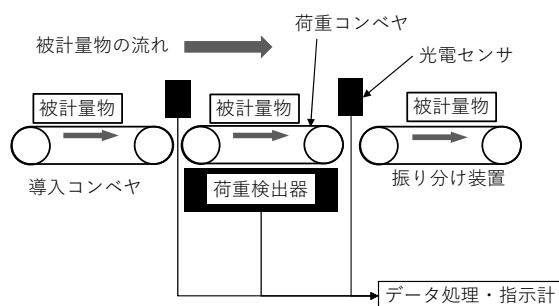 荷重コンベヤ
被計量物の流れ
光電センサ
被計量物
被計量物
被計量物
導入コンベヤ
荷重検出器
振り分け装置
データ処理・指示計